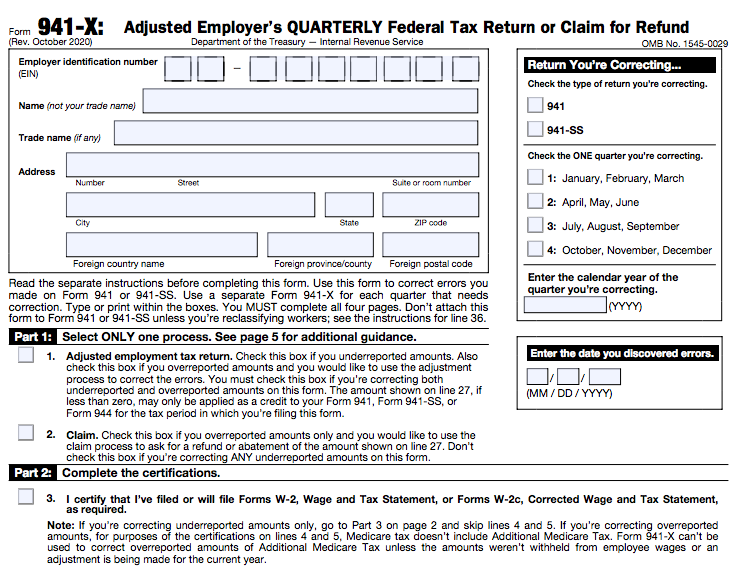 Form 941-X: Adjusted Employer's QUARTERLY Federal Tax Return or Claim for Refund
(Rev. October 2020) Department of the Treasury — Internal Revenue Service OMB No. 1545-0029
Employer identification number
(EIN)
–
Name (not your trade name)
Trade name (if any)
Address
Number Street Suite or room number
City State ZIP code
Foreign country name Foreign province/county Foreign postal code
Return You're Correcting...
Check the type of return you're correcting.
941
941-SS
Check the ONE quarter you're correcting.
1: January, February, March
2: April, May, June
3: July, August, September
4: October, November, December
Enter the calendar year of the
quarter you're correcting.
(YYYY)
Read the separate instructions before completing this form. Use this form to correct errors you
made on Form 941 or 941-SS. Use a separate Form 941-X for each quarter that needs
correction. Type or print within the boxes. You MUST complete all four pages. Don't attach this
form to Form 941 or 941-SS unless you're reclassifying workers; see the instructions for line 36.
Enter the date you discovered errors.
/ /
(MM / DD / YYYY)
Part 1: Select ONLY one process. See page 5 for additional guidance.
1. Adjusted employment tax return. Check this box if you underreported amounts. Also
check this box if you overreported amounts and you would like to use the adjustment
process to correct the errors. You must check this box if you're correcting both
underreported and overreported amounts on this form. The amount shown on line 27, if
less than zero, may only be applied as a credit to your Form 941, Form 941-SS, or
Form 944 for the tax period in which you're filing this form.
2. Claim. Check this box if you overreported amounts only and you would like to use the
claim process to ask for a refund or abatement of the amount shown on line 27. Don't
check this box if you're correcting ANY underreported amounts on this form.
Part 2: Complete the certifications.
3. I certify that I've filed or will file Forms W-2, Wage and Tax Statement, or Forms W-2c, Corrected Wage and Tax Statement,
as required.
Note: If you're correcting underreported amounts only, go to Part 3 on page 2 and skip lines 4 and 5. If you're correcting overreported
amounts, for purposes of the certifications on lines 4 and 5, Medicare tax doesn't include Additional Medicare Tax. Form 941-X can't be
used to correct overreported amounts of Additional Medicare Tax unless the amounts weren't withheld from employee wages or an
adjustment is being made for the current year.